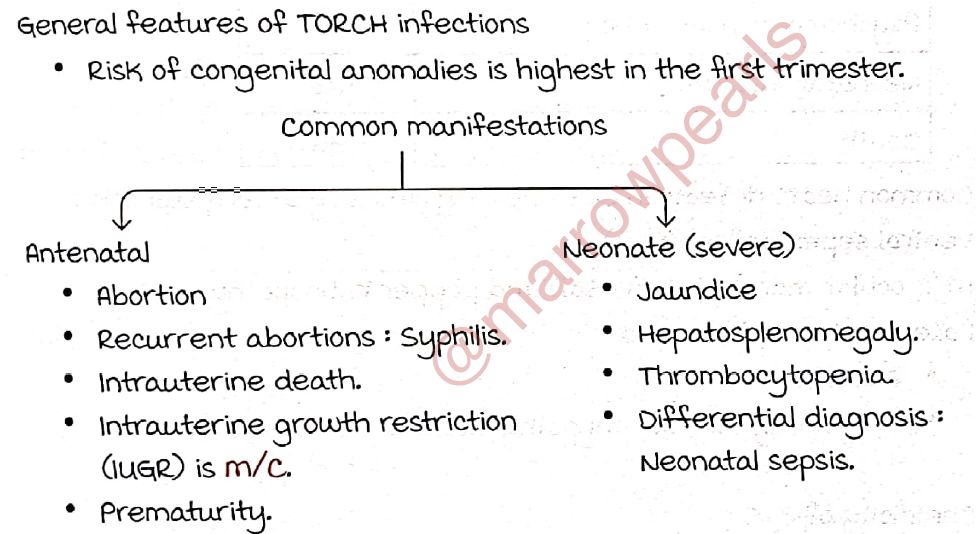 General features of TORCH infections
• Risk of congenital anomalies is highest in the first trimester.
Common manifestations
Antenatal
• Abortion
• Recurrent abortions : Syphilis.
• Intrauterine death.
• Intrauterine growth restriction
(IUGR) is m/c.
• Prematurity.
Neonate (severe)
• Jaundice
• Hepatosplenomegaly.
• Thrombocytopenia.
• Differential diagnosis :
Neonatal sepsis.
@marrowpearls